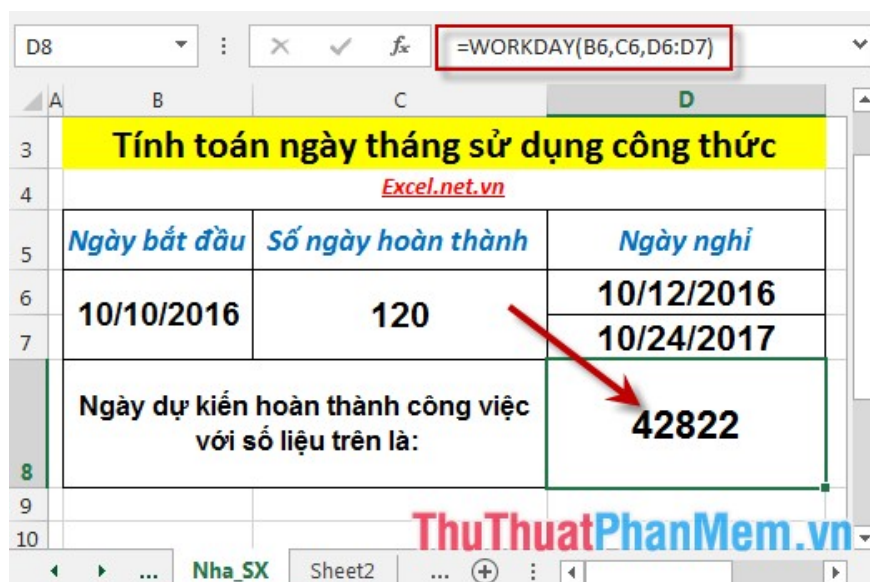 D8 fx =WORKDAY(B6,C6,D6:D7)
A B C D
3 Tính toán ngày tháng sử dụng công thức
4 Excel.net.vn
5 Ngày bắt đầu Số ngày hoàn thành Ngày nghỉ
6 10/12/2016
10/10/2016 120
7 10/24/2017
Ngày dự kiến hoàn thành công việc
với số liệu trên là: 42822
8
9
10 ThuThuatPhanMem.vn
... Nha_SX Sheet2 ...